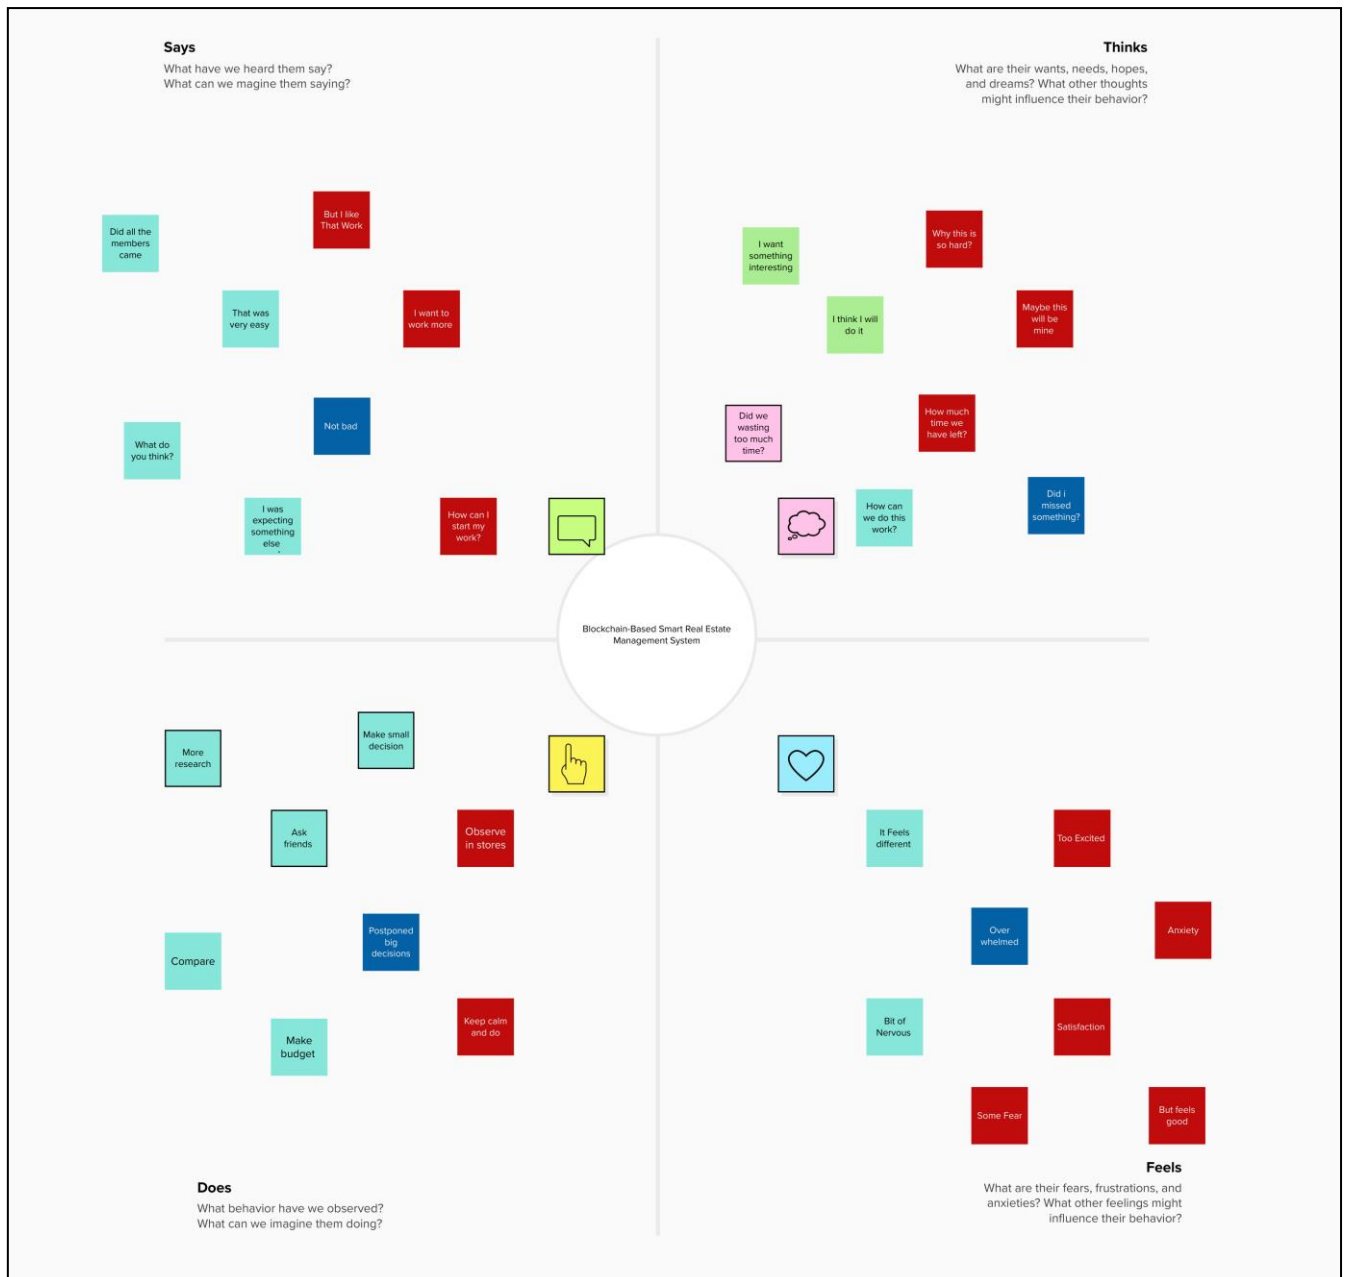 Says
What have we heard them say?
What can we magine them saying?
Thinks
What are their wants, needs, hopes,
and dreams? What other thoughts
might influence their behavior?
But I like
That Work
Did all the
members
came
That was
very easy
I want to
work more
Not bad
What do
you think?
I was
expecting
something
else
How can I
start my
work?
I want
something
interesting
Why this is
so hard?
I think I will
do it
Maybe this
will be
mine
Did we
wasting
too much
time?
How much
time we
have left?
How can
we do this
work?
Did i
missed
something?
Blockchain-Based Smart Real Estate
Management System
More
research
Make small
decision
Ask
friends
Observe
in stores
Compare
Postponed
big
decisions
Make
budget
Keep calm
and do
It Feels
different
Too Excited
Over
whelmed
Anxiety
Bit of
Nervous
Satisfaction
Some Fear
But feels
good
Does
What behavior have we observed?
What can we imagine them doing?
Feels
What are their fears, frustrations, and
anxieties? What other feelings might
influence their behavior?